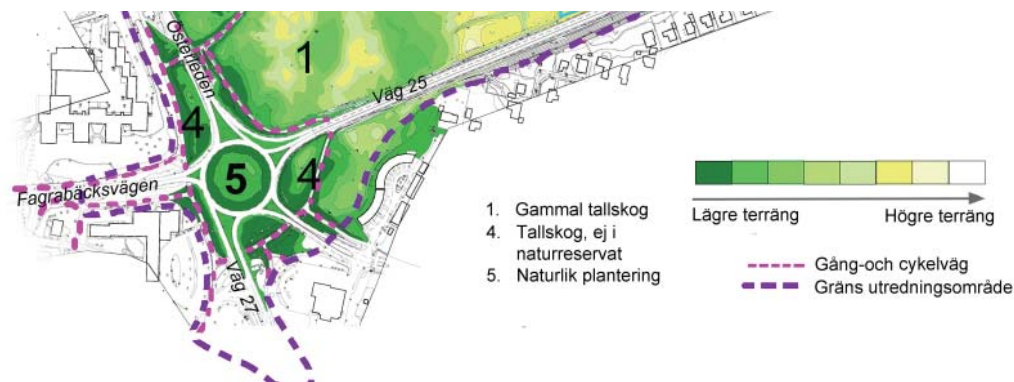 Österleden
1
Väg 25
4
5
4
Fagrabäcksvägen
Väg 27
1. Gammal tallskog
4. Tallskog, ej i
naturreservat
5. Naturlik plantering
Lägre terräng
Högre terräng
Gång-och cykelväg
Gräns utredningsområde